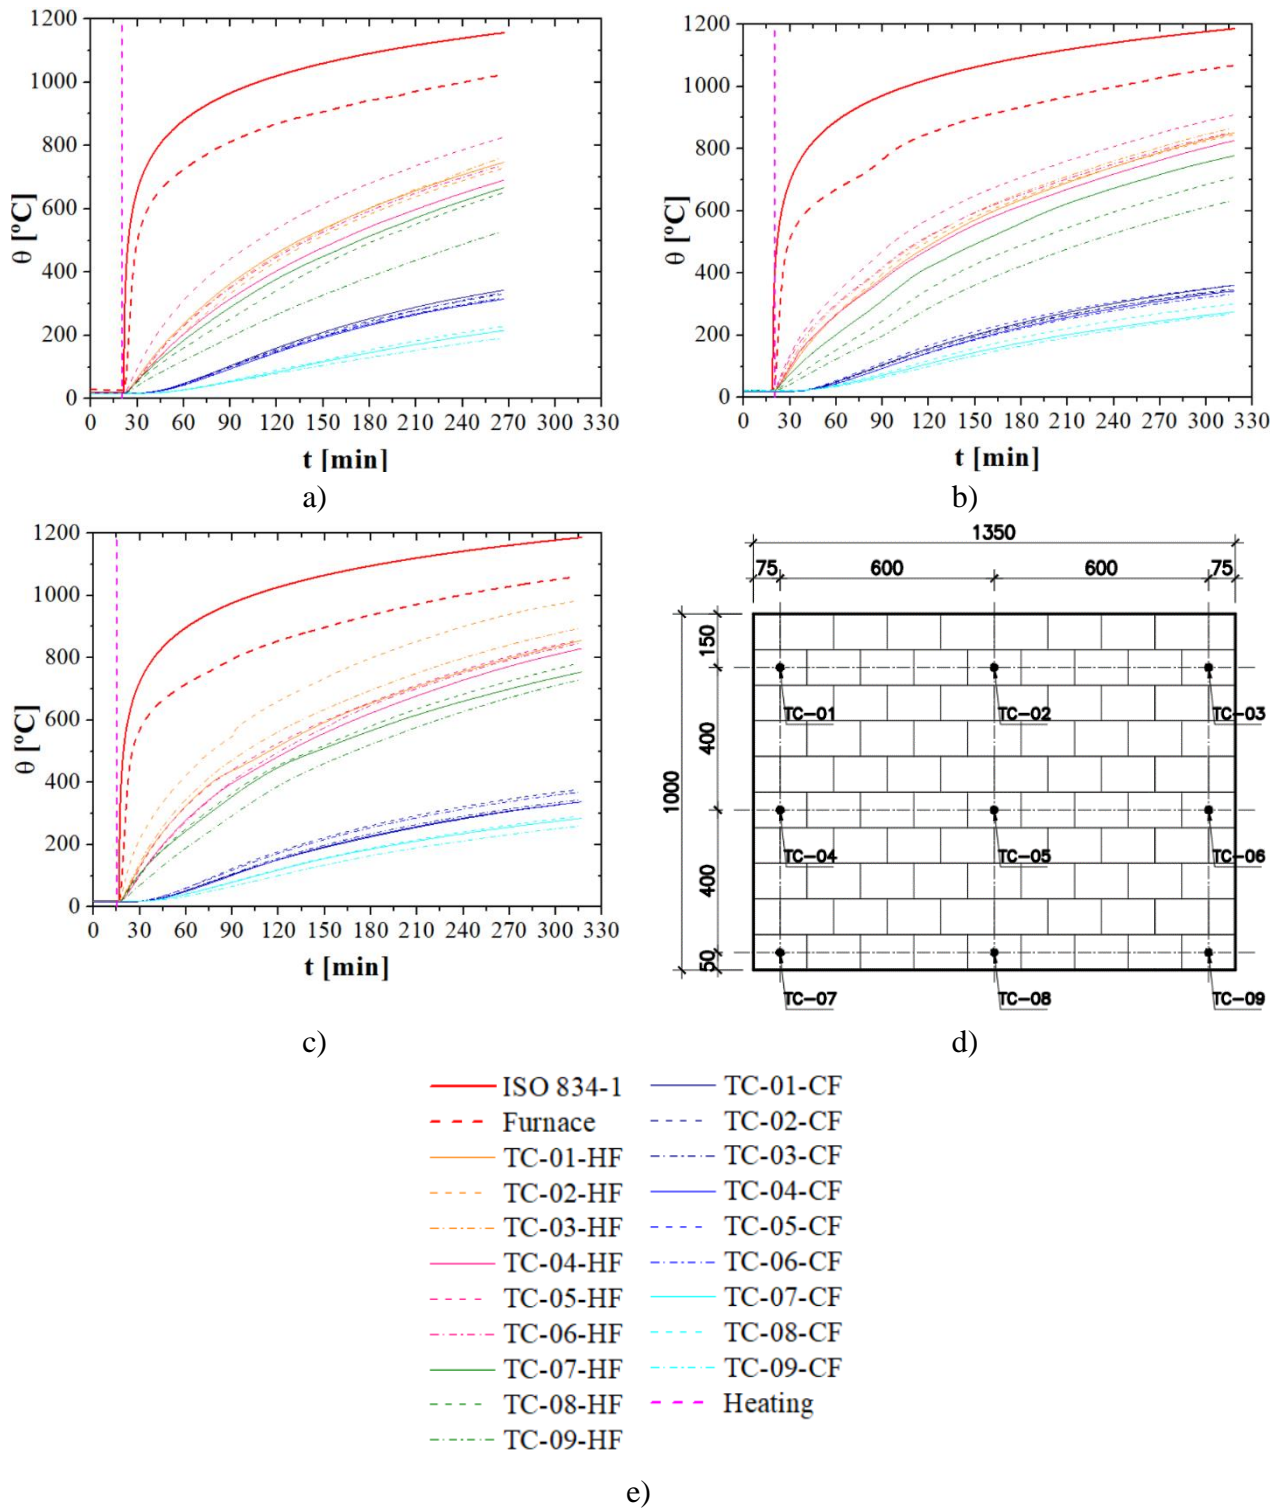 1200
1000
800
600
400
200
0
θ [ºC]
0 30 60 90 120 150 180 210 240 270 300 330
t [min]
a)
1200
1000
800
600
400
200
0
θ [ºC]
0 30 60 90 120 150 180 210 240 270 300 330
t [min]
b)
1200
1000
800
600
400
200
0
θ [ºC]
0 30 60 90 120 150 180 210 240 270 300 330
t [min]
c)
1350
75 600 600 75
150
400
1000
400
50
TC-01 TC-02 TC-03
TC-04 TC-05 TC-06
TC-07 TC-08 TC-09
d)
ISO 834-1
Furnace
TC-01-HF
TC-02-HF
TC-03-HF
TC-04-HF
TC-05-HF
TC-06-HF
TC-07-HF
TC-08-HF
TC-09-HF
TC-01-CF
TC-02-CF
TC-03-CF
TC-04-CF
TC-05-CF
TC-06-CF
TC-07-CF
TC-08-CF
TC-09-CF
Heating
e)